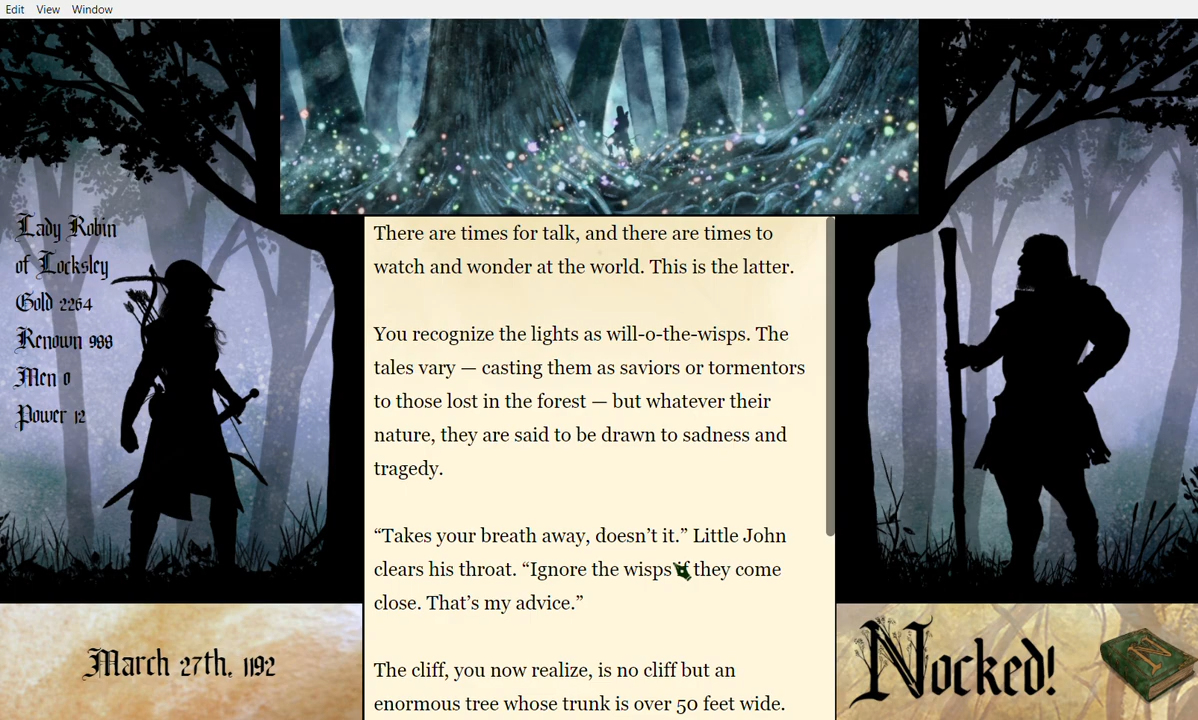 Edit View Window
Lady Robin
of Locksley
Gold 2264
Renown 988
Men 0
Power 12
There are times for talk, and there are times to
watch and wonder at the world. This is the latter.
You recognize the lights as will-o-the-wisps. The
tales vary — casting them as saviors or tormentors
to those lost in the forest — but whatever their
nature, they are said to be drawn to sadness and
tragedy.
“Takes your breath away, doesn’t it.” Little John
clears his throat. “Ignore the wisps if they come
close. That’s my advice.”
The cliff, you now realize, is no cliff but an
enormous tree whose trunk is over 50 feet wide.
March 27th, 1192
Nocked!
N